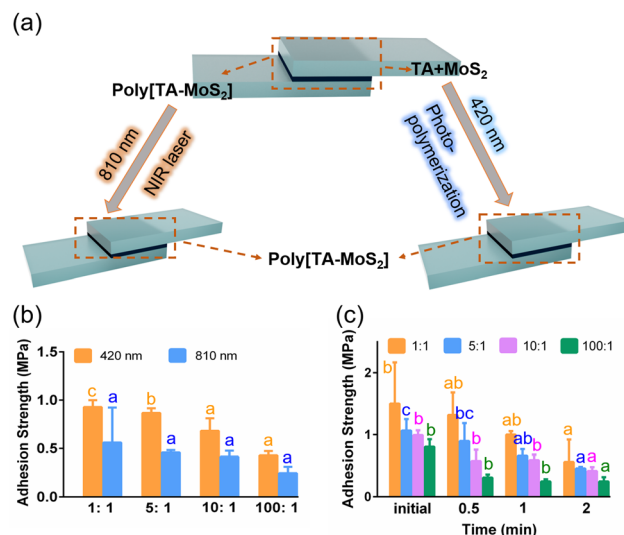 (a)
TA+MoS₂
Poly[TA-MoS₂]
810 nm
NIR laser
420 nm
Photo-
polymerization
Poly[TA-MoS₂]
(b)
Adhesion Strength (MPa)
1.5
1.0
0.5
0.0
420 nm
810 nm
c a b a a a a a
1: 1 5: 1 10: 1 100: 1
(c)
Adhesion Strength (MPa)
2
1
0
1:1 5:1 10:1 100:1
b c b b ab bc b b ab ab b b a a a a
initial 0.5 1 2
Time (min)